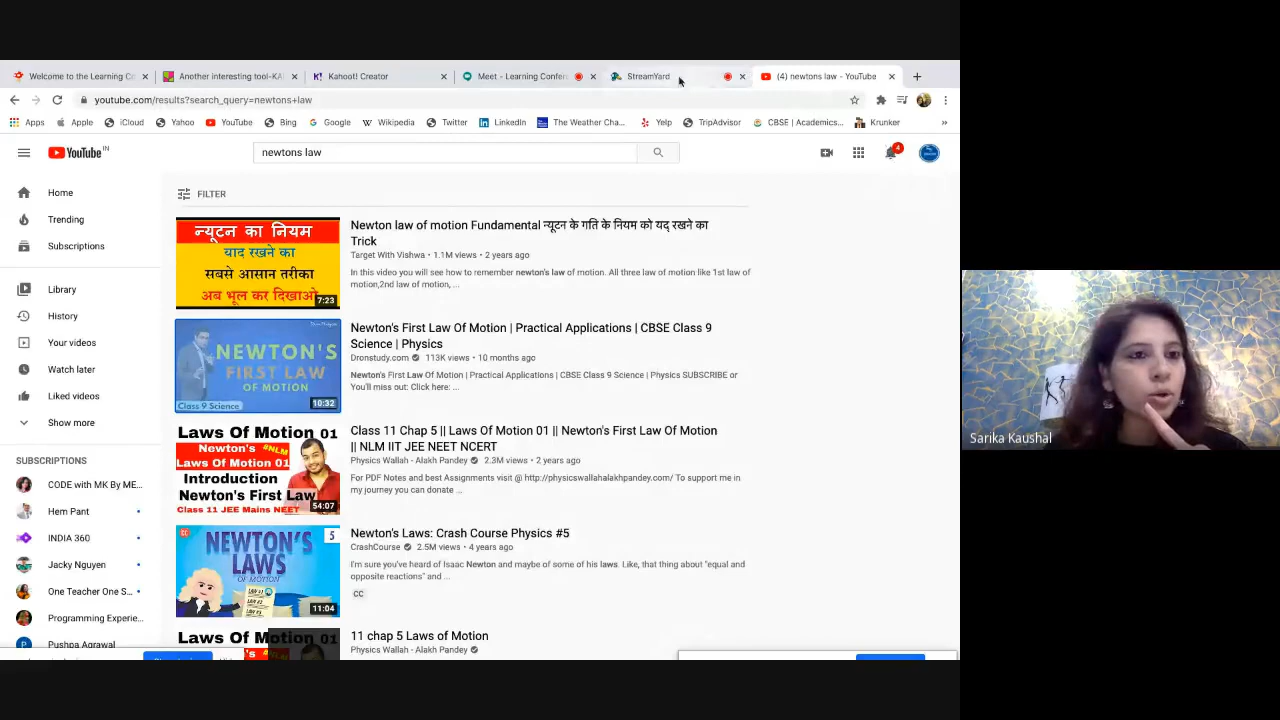 Welcome to the Learning Co
Another interesting tool-KA
Kahoot! Creator
Meet - Learning Confer
StreamYard
(4) newtons law - YouTube
youtube.com/results?search_query=newtons+law
Apps
Apple
iCloud
Yahoo
YouTube
Bing
Google
Wikipedia
Twitter
LinkedIn
The Weather Cha...
Yelp
TripAdvisor
CBSE | Academics...
Krunker
»
YouTube IN
newtons law
4
Home
Trending
Subscriptions
Library
History
Your videos
Watch later
Liked videos
Show more
SUBSCRIPTIONS
CODE with MK By ME...
Hem Pant
INDIA 360
Jacky Nguyen
One Teacher One S...
Programming Experie...
Pushpa Agrawal
FILTER
न्यूटन का नियम
याद रखने का
सबसे आसान तरीका
अब भूल कर दिखाओ
7:23
Newton law of motion Fundamental न्यूटन के गति के नियम को यद् रखने का
Trick
Target With Vishwa • 1.1M views • 2 years ago
In this video you will see how to remember newton's law of motion. All three law of motion like 1st law of
motion,2nd law of motion, ...
NEWTON'S
FIRST LAW
OF MOTION
Class 9 Science
10:32
Newton's First Law Of Motion | Practical Applications | CBSE Class 9
Science | Physics
Dronstudy.com 113K views • 10 months ago
Newton's First Law Of Motion | Practical Applications | CBSE Class 9 Science | Physics SUBSCRIBE or
You'll miss out: Click here: ...
Laws Of Motion 01
#NLM
Newton's
Laws Of Motion 01
Introduction
Newton's First Law
Class 11 JEE Mains NEET
54:07
Class 11 Chap 5 || Laws Of Motion 01 || Newton's First Law Of Motion
|| NLM IIT JEE NEET NCERT
Physics Wallah - Alakh Pandey 2.3M views • 2 years ago
For PDF Notes and best Assignments visit @ http://physicswallahalakhpandey.com/ To support me in
my journey you can donate ...
CC
5
NEWTON'S
LAWS
OF MOTION
LAW #1
LAW #2
LAW #3
11:04
Newton's Laws: Crash Course Physics #5
CrashCourse 2.5M views • 4 years ago
I'm sure you've heard of Isaac Newton and maybe of some of his laws. Like, that thing about "equal and
opposite reactions" and ...
CC
Laws Of Motion 01
11 chap 5 Laws of Motion
Physics Wallah - Alakh Pandey
Sarika Kaushal